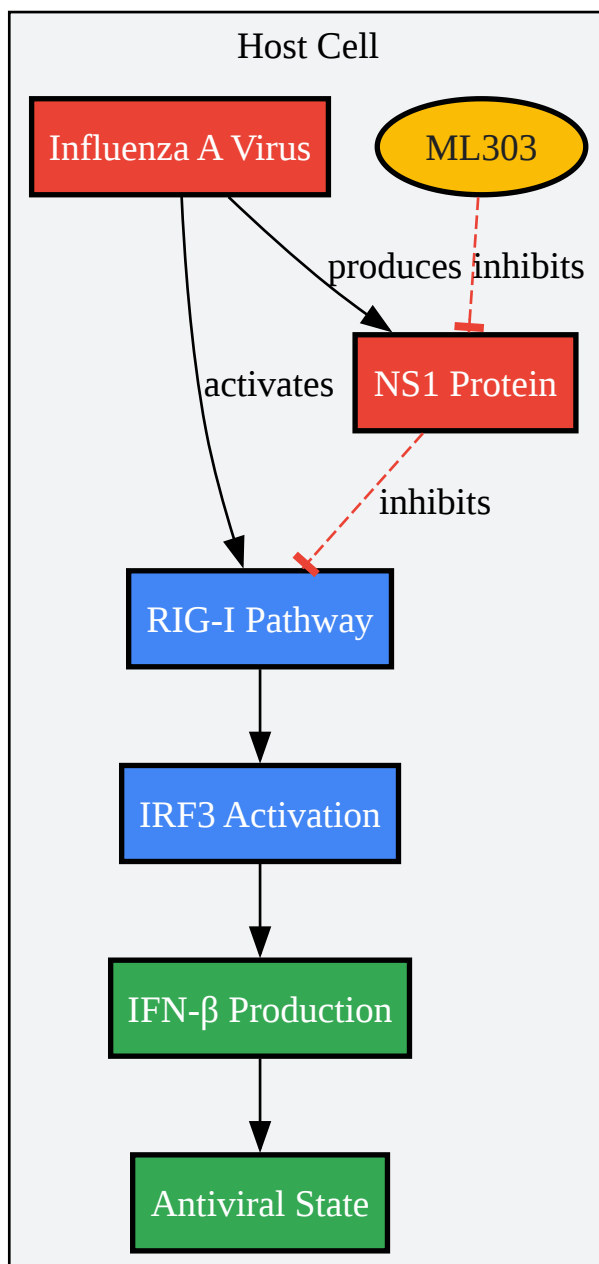 Host Cell
Influenza A Virus
ML303
produces
inhibits
activates
NS1 Protein
inhibits
RIG-I Pathway
IRF3 Activation
IFN-β Production
Antiviral State